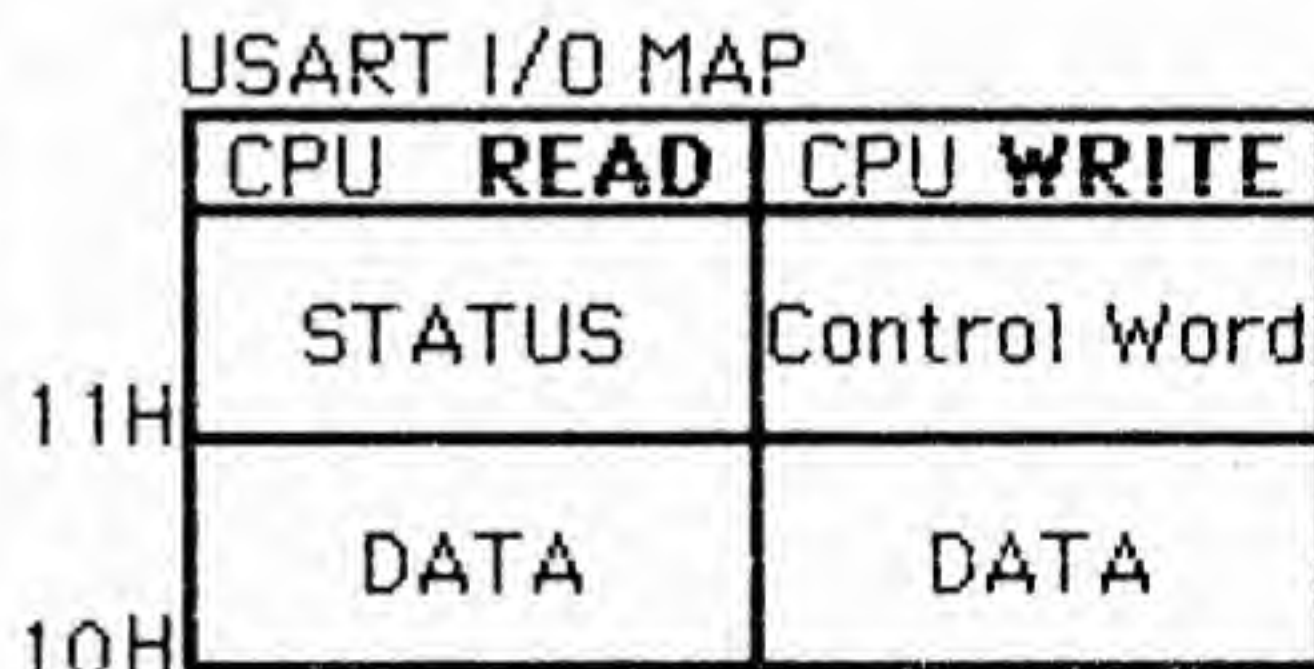 USART I/O MAP
CPU READ CPU WRITE
STATUS Control Word
11H
DATA DATA
10H